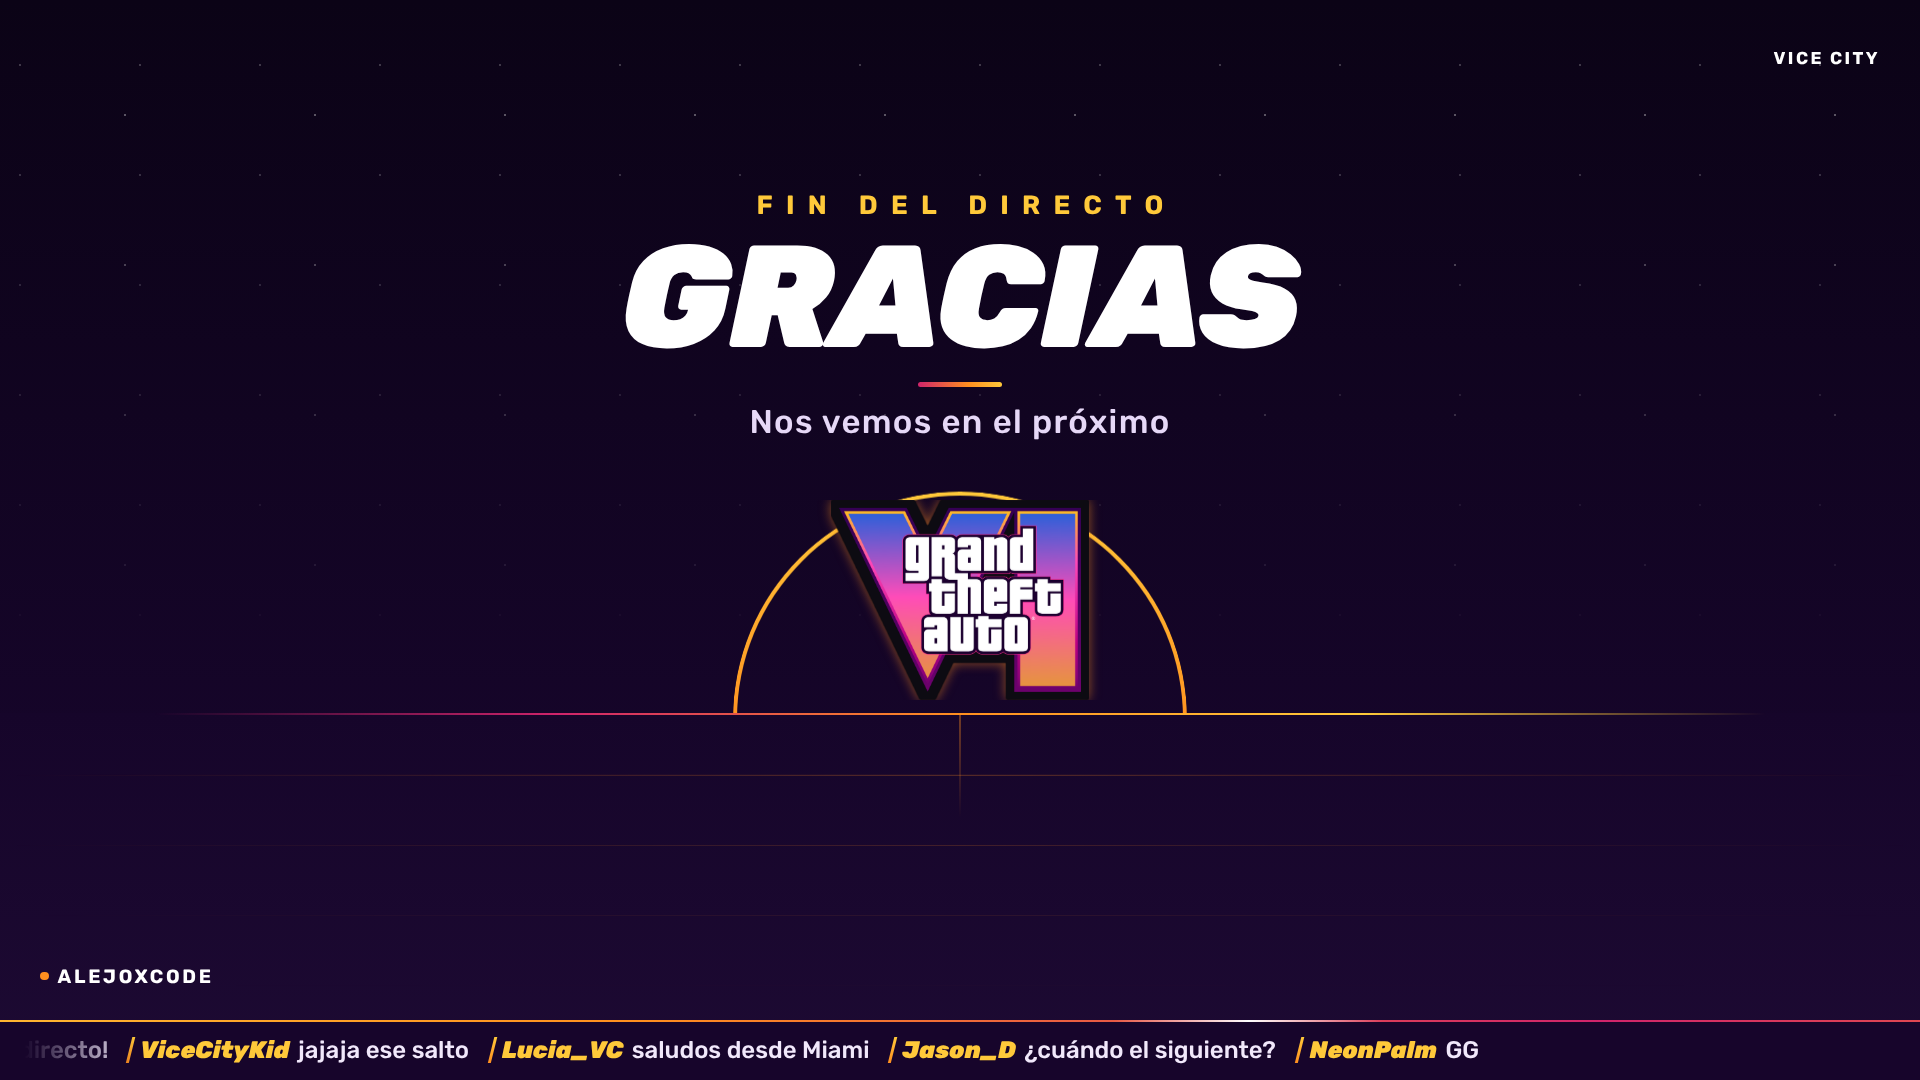 VICE CITY
FIN DEL DIRECTO
GRACIAS
Nos vemos en el próximo
VI
grand
theft
auto
ALEJOXCODE
irecto! / ViceCityKid jajaja ese salto / Lucia_VC saludos desde Miami / Jason_D ¿cuándo el siguiente? / NeonPalm GG